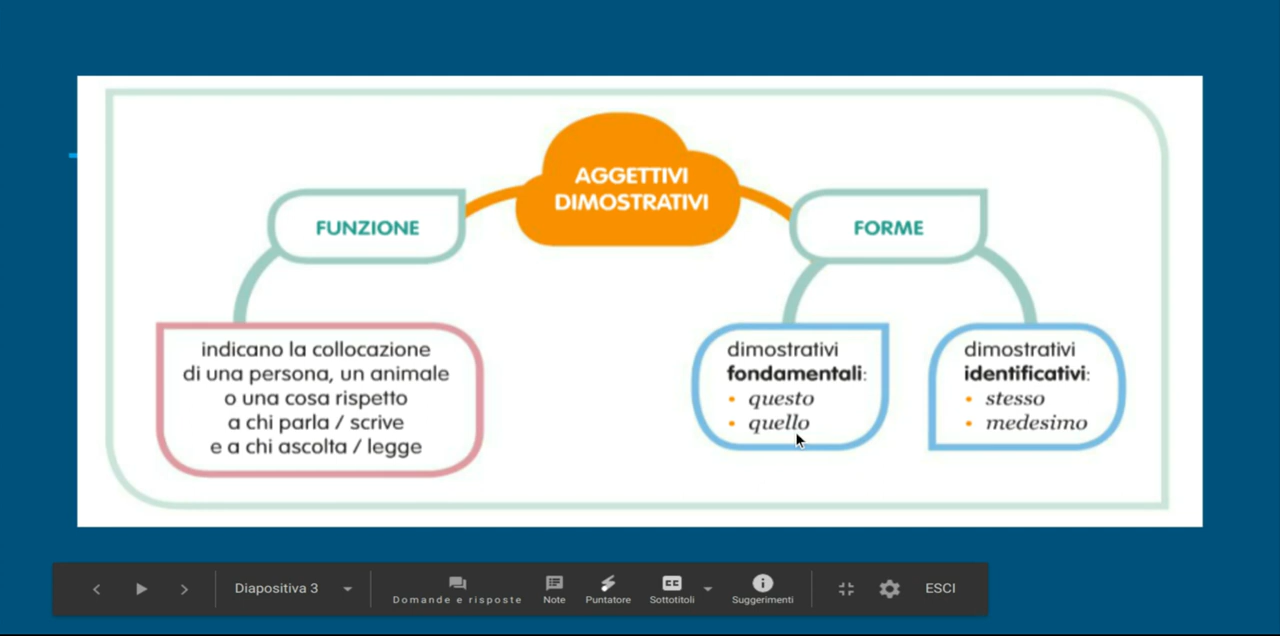 AGGETTIVI
DIMOSTRATIVI
FUNZIONE
FORME
indicano la collocazione
di una persona, un animale
o una cosa rispetto
a chi parla / scrive
e a chi ascolta / legge
dimostrativi
fondamentali:
• questo
• quello
dimostrativi
identificativi:
• stesso
• medesimo
Diapositiva 3
Domande e risposte
Note
Puntatore
CC
Sottotitoli
Suggerimenti
ESCI